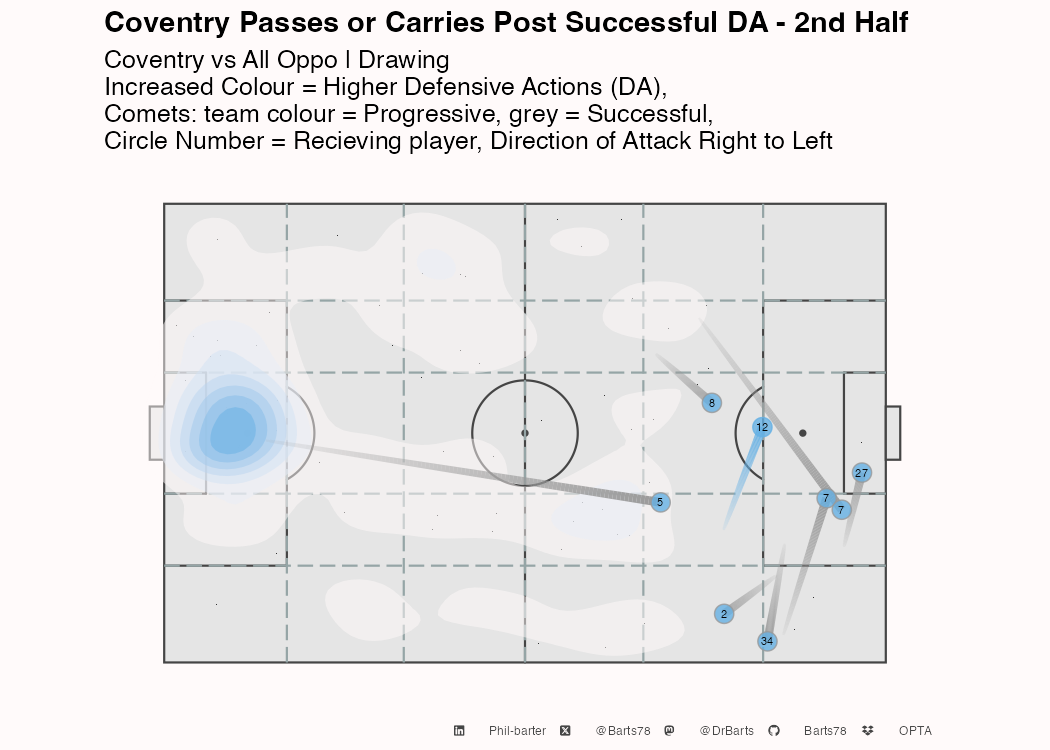 Coventry Passes or Carries Post Successful DA - 2nd Half
Coventry vs All Oppo | Drawing
Increased Colour = Higher Defensive Actions (DA),
Comets: team colour = Progressive, grey = Successful,
Circle Number = Recieving player, Direction of Attack Right to Left
8
12
27
5
7
7
2
34
Phil-barter @Barts78 @DrBarts Barts78 OPTA